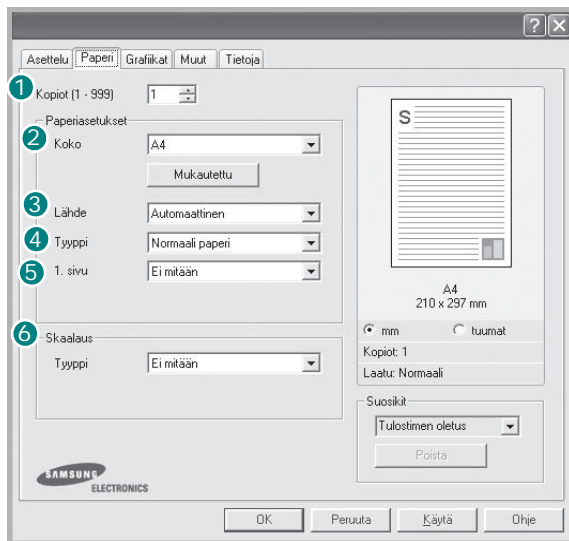 ? X
Asettelu Paperi Grafiikat Muut Tietoja
1 Kopiot (1 - 999) 1
Paperiasetukset
2 Koko A4
Mukautettu
3 Lähde Automaattinen
4 Tyyppi Normaali paperi
5 1. sivu Ei mitään
6 Skaalaus
Tyyppi Ei mitään
S
A4
210 x 297 mm
mm tuumat
Kopiot: 1
Laatu: Normaali
Suosikit
Tulostimen oletus
Poista
SAMSUNG
ELECTRONICS
OK Peruuta Käytä Ohje